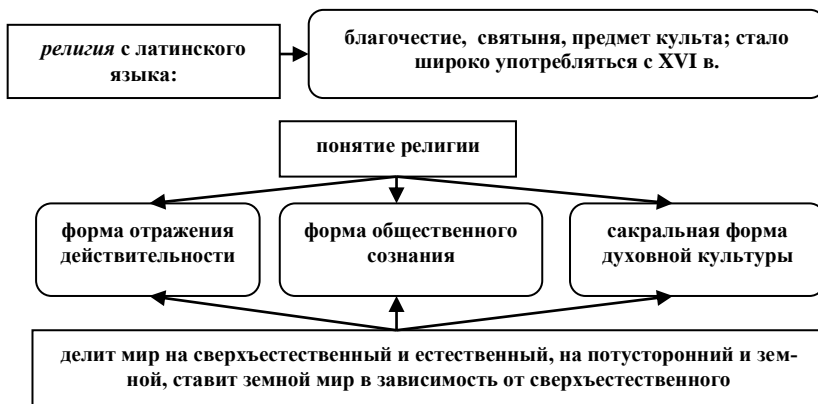 религия с латинского
языка:
благочестие, святыня, предмет культа; стало
широко употребляться с XVI в.
понятие религии
форма отражения
действительности
форма общественного
сознания
сакральная форма
духовной культуры
делит мир на сверхъестественный и естественный, на потусторонний и зем-
ной, ставит земной мир в зависимость от сверхъестественного